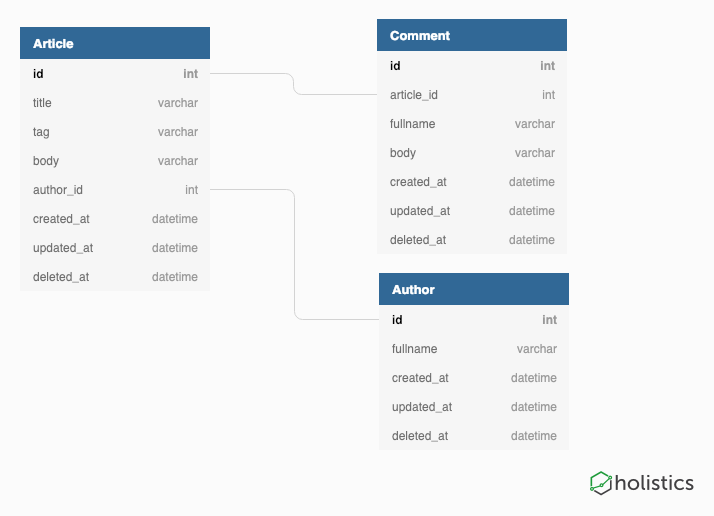 Article
id int
title varchar
tag varchar
body varchar
author_id int
created_at datetime
updated_at datetime
deleted_at datetime
Comment
id int
article_id int
fullname varchar
body varchar
created_at datetime
updated_at datetime
deleted_at datetime
Author
id int
fullname varchar
created_at datetime
updated_at datetime
deleted_at datetime
holistics